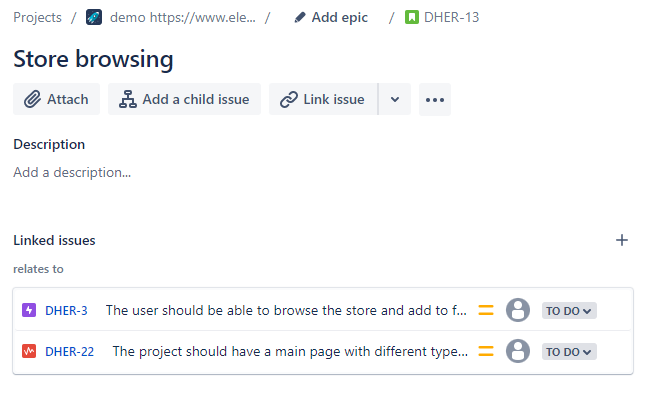 Projects / demo https://www.ele... / Add epic / DHER-13
Store browsing
Attach Add a child issue Link issue
Description
Add a description...
Linked issues
relates to
DHER-3 The user should be able to browse the store and add to f... TO DO
DHER-22 The project should have a main page with different type... TO DO